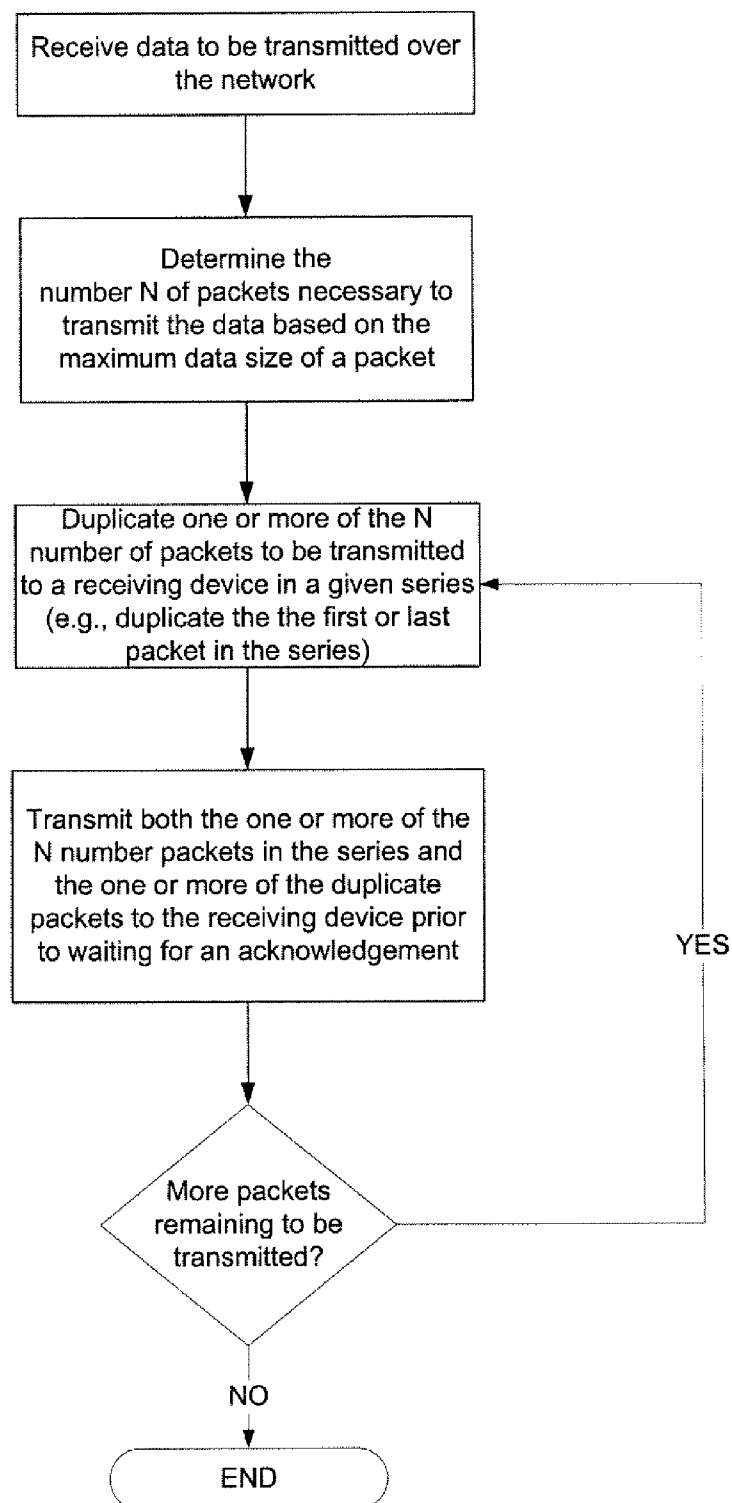 Receive data to be transmitted over
the network
Determine the
number N of packets necessary to
transmit the data based on the
maximum data size of a packet
Duplicate one or more of the N
number of packets to be transmitted
to a receiving device in a given series
(e.g., duplicate the the first or last
packet in the series)
Transmit both the one or more of the
N number packets in the series and
the one or more of the duplicate
packets to the receiving device prior
to waiting for an acknowledgement
YES
More packets
remaining to be
transmitted?
NO
END